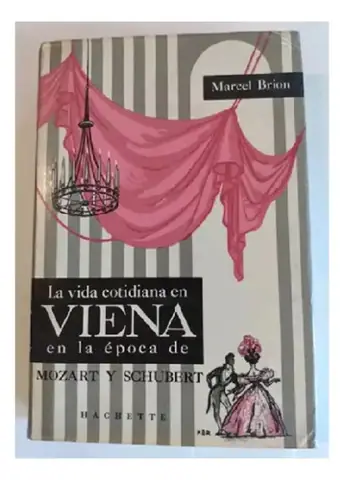 Marcel Brion
La vida cotidiana en
VIENA
en la época de
MOZART Y SCHUBERT
HACHETTE